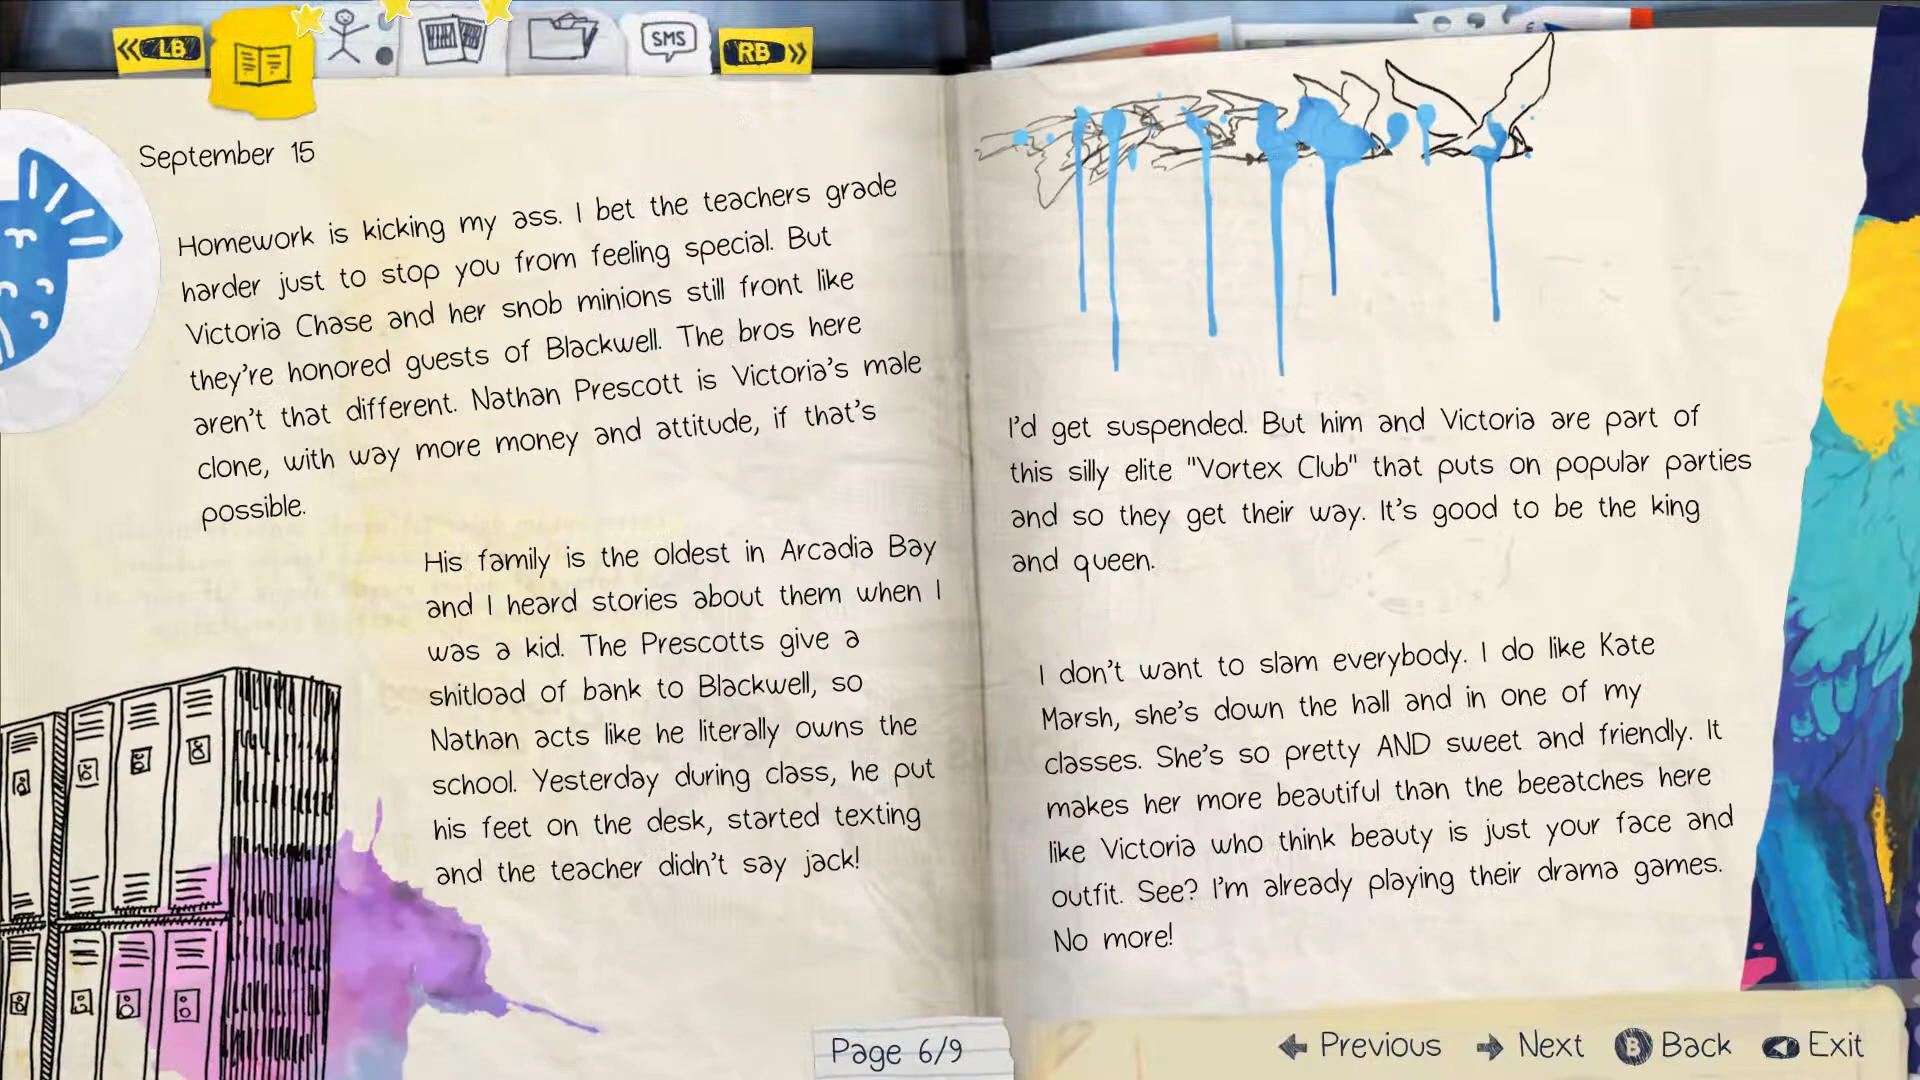 LB
SMS
RB
September 15
Homework is kicking my ass. I bet the teachers grade
harder just to stop you from feeling special. But
Victoria Chase and her snob minions still front like
they're honored guests of Blackwell. The bros here
aren't that different. Nathan Prescott is Victoria's male
clone, with way more money and attitude, if that's
possible.
His family is the oldest in Arcadia Bay
and I heard stories about them when I
was a kid. The Prescotts give a
shitload of bank to Blackwell, so
Nathan acts like he literally owns the
school. Yesterday during class, he put
his feet on the desk, started texting
and the teacher didn't say jack!
I'd get suspended. But him and Victoria are part of
this silly elite "Vortex Club" that puts on popular parties
and so they get their way. It's good to be the king
and queen.
I don't want to slam everybody. I do like Kate
Marsh, she's down the hall and in one of my
classes. She's so pretty AND sweet and friendly. It
makes her more beautiful than the beeatches here
like Victoria who think beauty is just your face and
outfit. See? I'm already playing their drama games.
No more!
Page 6/9
Previous
Next
B Back
Exit